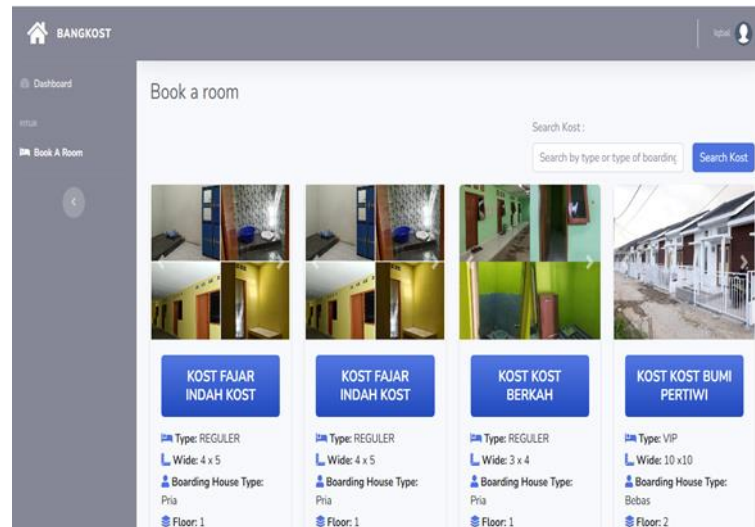 BANGKOST
Iqbal
Dashboard
Book a room
Search Kost :
Book A Room
Search by type or type of boarding
Search Kost
KOST FAJAR
INDAH KOST
Type: REGULER
Wide: 4 x 5
Boarding House Type:
Pria
Floor: 1
KOST FAJAR
INDAH KOST
Type: REGULER
Wide: 4 x 5
Boarding House Type:
Pria
Floor: 1
KOST KOST
BERKAH
Type: REGULER
Wide: 3 x 4
Boarding House Type:
Pria
Floor: 1
KOST KOST BUMI
PERTIWI
Type: VIP
Wide: 10 x10
Boarding House Type:
Bebas
Floor: 2